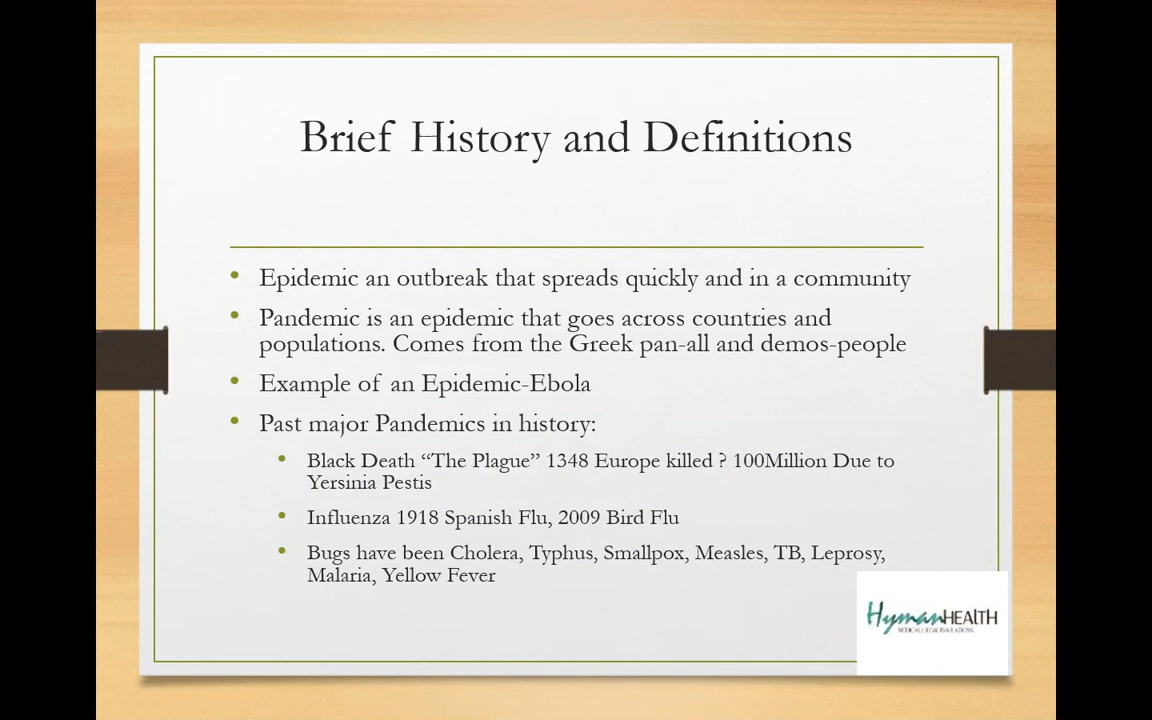 Brief History and Definitions
• Epidemic an outbreak that spreads quickly and in a community
• Pandemic is an epidemic that goes across countries and
populations. Comes from the Greek pan-all and demos-people
• Example of an Epidemic-Ebola
• Past major Pandemics in history:
• Black Death “The Plague” 1348 Europe killed ? 100Million Due to
Yersinia Pestis
• Influenza 1918 Spanish Flu, 2009 Bird Flu
• Bugs have been Cholera, Typhus, Smallpox, Measles, TB, Leprosy,
Malaria, Yellow Fever
HymanHEALTH